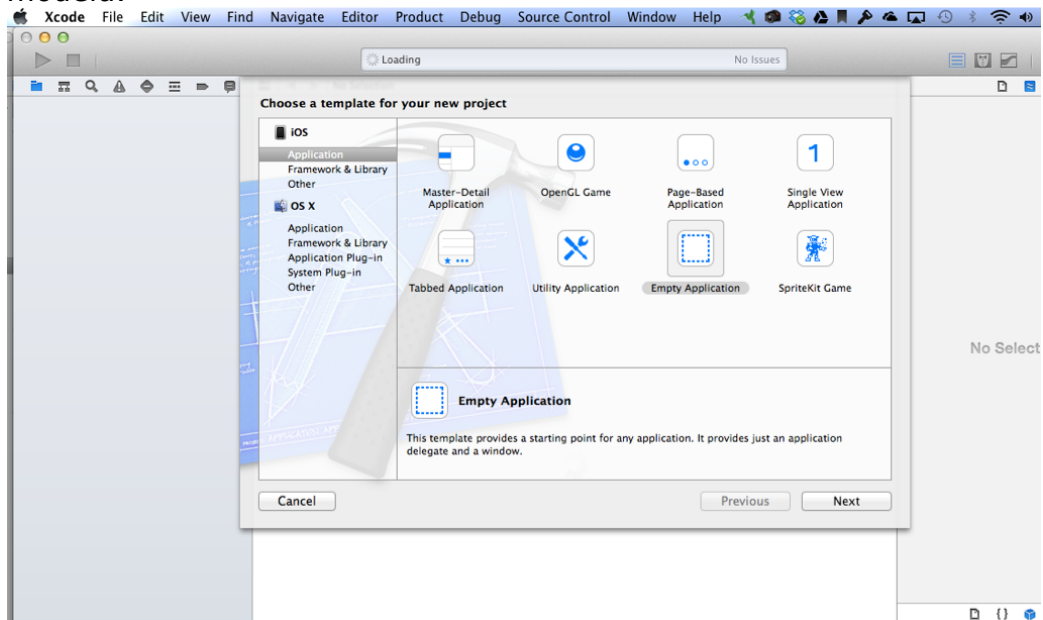 Xcode File Edit View Find Navigate Editor Product Debug Source Control Window Help
Loading No Issues
Choose a template for your new project
iOS
Application
Framework & Library
Other
OS X
Application
Framework & Library
Application Plug-in
System Plug-in
Other
Master-Detail
Application
OpenGL Game
Page-Based
Application
1
Single View
Application
Tabbed Application
Utility Application
Empty Application
SpriteKit Game
No Select
Empty Application
This template provides a starting point for any application. It provides just an application
delegate and a window.
Cancel Previous Next
{}